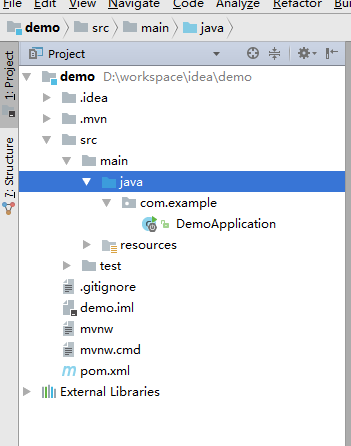 File Edit View Navigate Code Analyze Refactor Bui
demo src main java
1: Project
7: Structure
Project
demo D:\workspace\idea\demo
.idea
.mvn
src
main
java
com.example
DemoApplication
resources
test
.gitignore
demo.iml
mvnw
mvnw.cmd
pom.xml
External Libraries